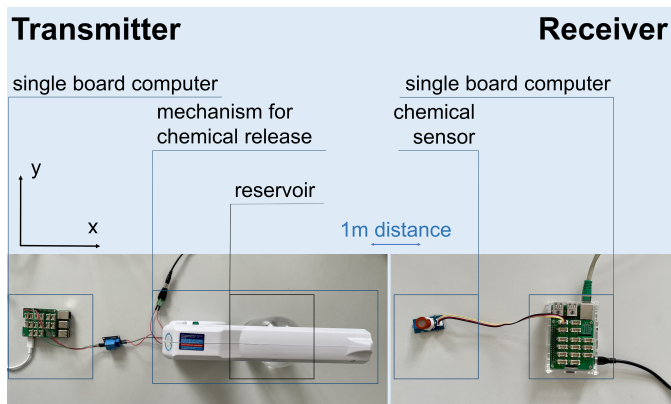 Transmitter
Receiver
single board computer
single board computer
mechanism for
chemical release
chemical
sensor
reservoir
y
x
1m distance